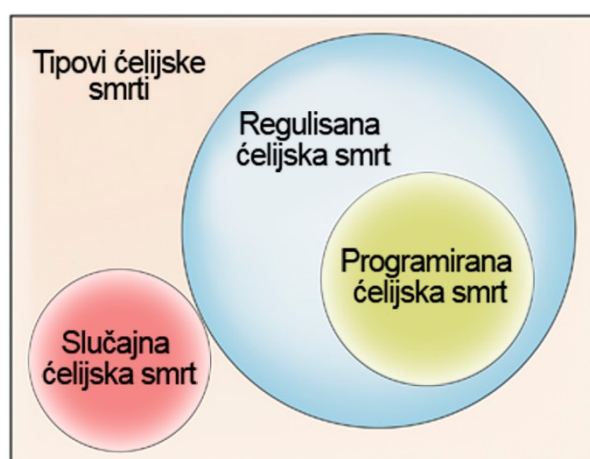 Tipovi ćelijske
smrti
Regulisana
ćelijska smrt
Programirana
ćelijska smrt
Slučajna
ćelijska smrt